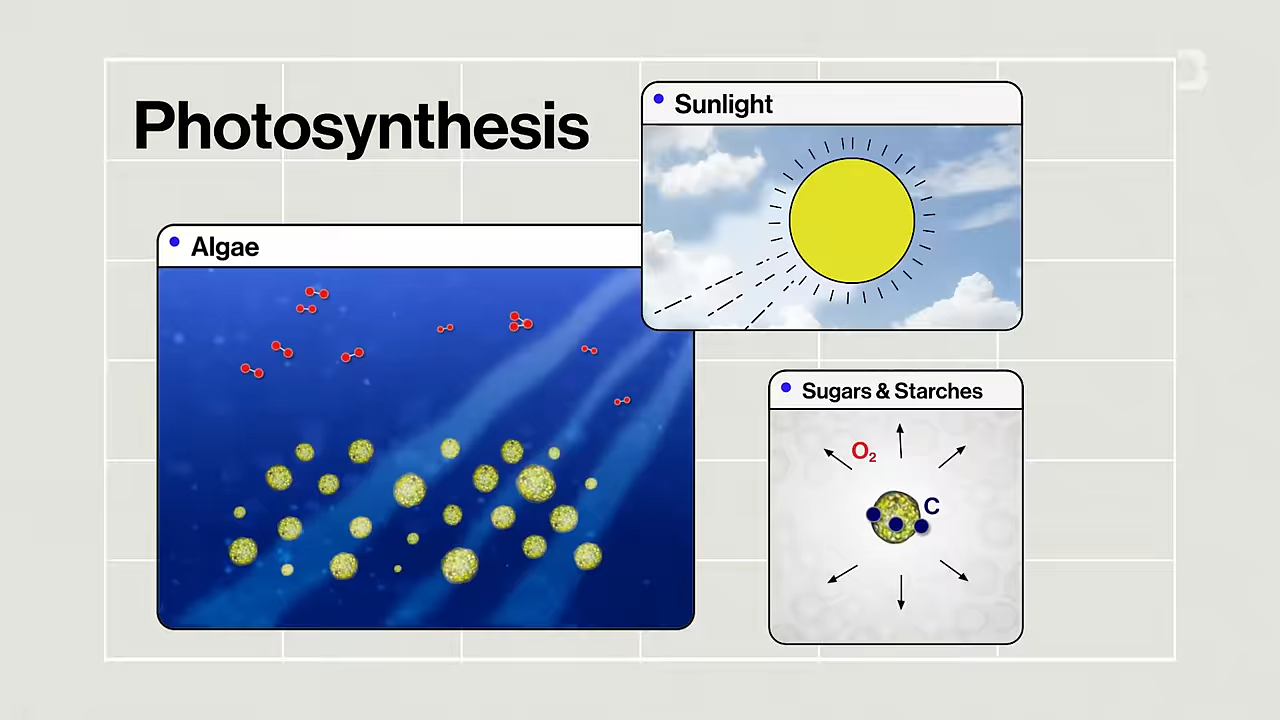 Photosynthesis
Sunlight
Algae
Sugars & Starches
O₂
C